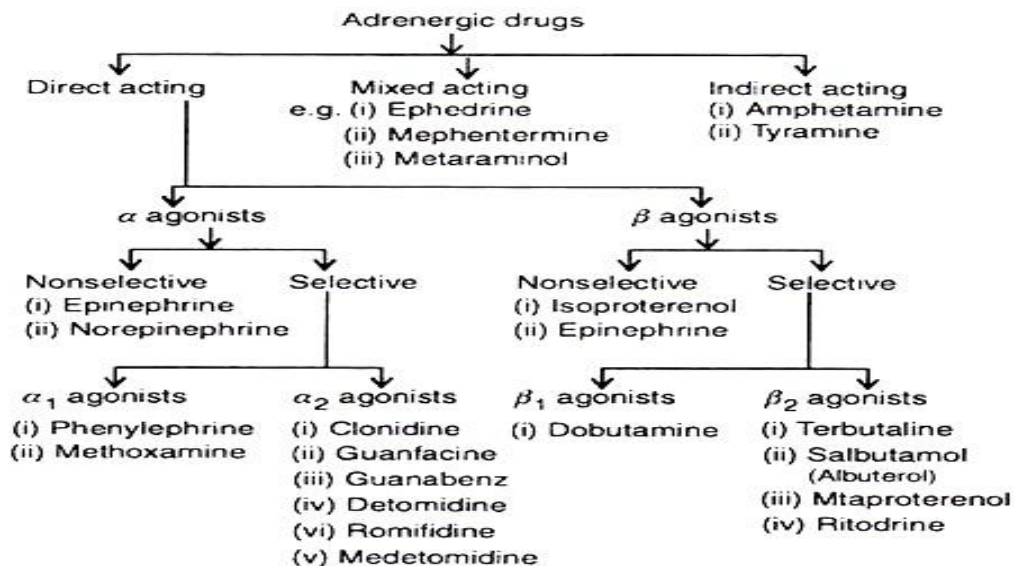 Adrenergic drugs
Direct acting
Mixed acting
e.g. (i) Ephedrine
(ii) Mephentermine
(iii) Metaraminol
Indirect acting
(i) Amphetamine
(ii) Tyramine
α agonists
β agonists
Nonselective
(i) Epinephrine
(ii) Norepinephrine
Selective
Nonselective
(i) Isoproterenol
(ii) Epinephrine
Selective
α1 agonists
(i) Phenylephrine
(ii) Methoxamine
α2 agonists
(i) Clonidine
(ii) Guanfacine
(iii) Guanabenz
(iv) Detomidine
(vi) Romifidine
(v) Medetomidine
β1 agonists
(i) Dobutamine
β2 agonists
(i) Terbutaline
(ii) Salbutamol
(Albuterol)
(iii) Mtaproterenol
(iv) Ritodrine